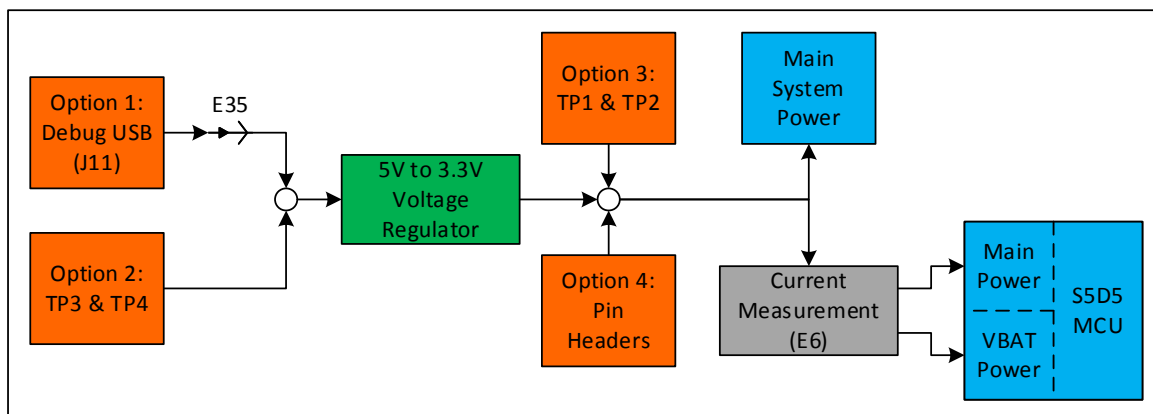 Option 1:
Debug USB
(J11)
E35
Option 2:
TP3 & TP4
5V to 3.3V
Voltage
Regulator
Option 3:
TP1 & TP2
Option 4:
Pin
Headers
Main
System
Power
Current
Measurement
(E6)
Main
Power
VBAT
Power
S5D5
MCU